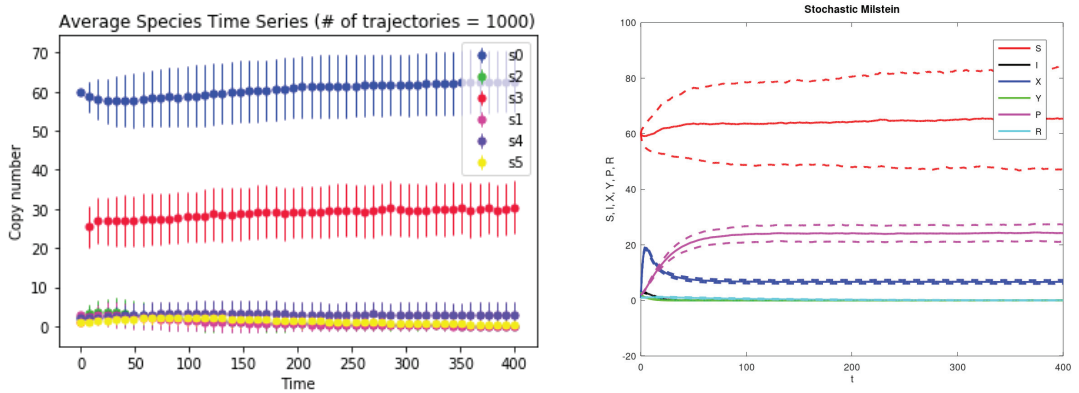 Average Species Time Series (# of trajectories = 1000)
70
60
50
40
30
20
10
0
Copy number
0 50 100 150 200 250 300 350 400
Time
s0
s2
s3
s1
s4
s5
Stochastic Milstein
100
80
60
40
20
0
-20
S, I, X, Y, P, R
0 100 200 300 400
t
S
I
X
Y
P
R